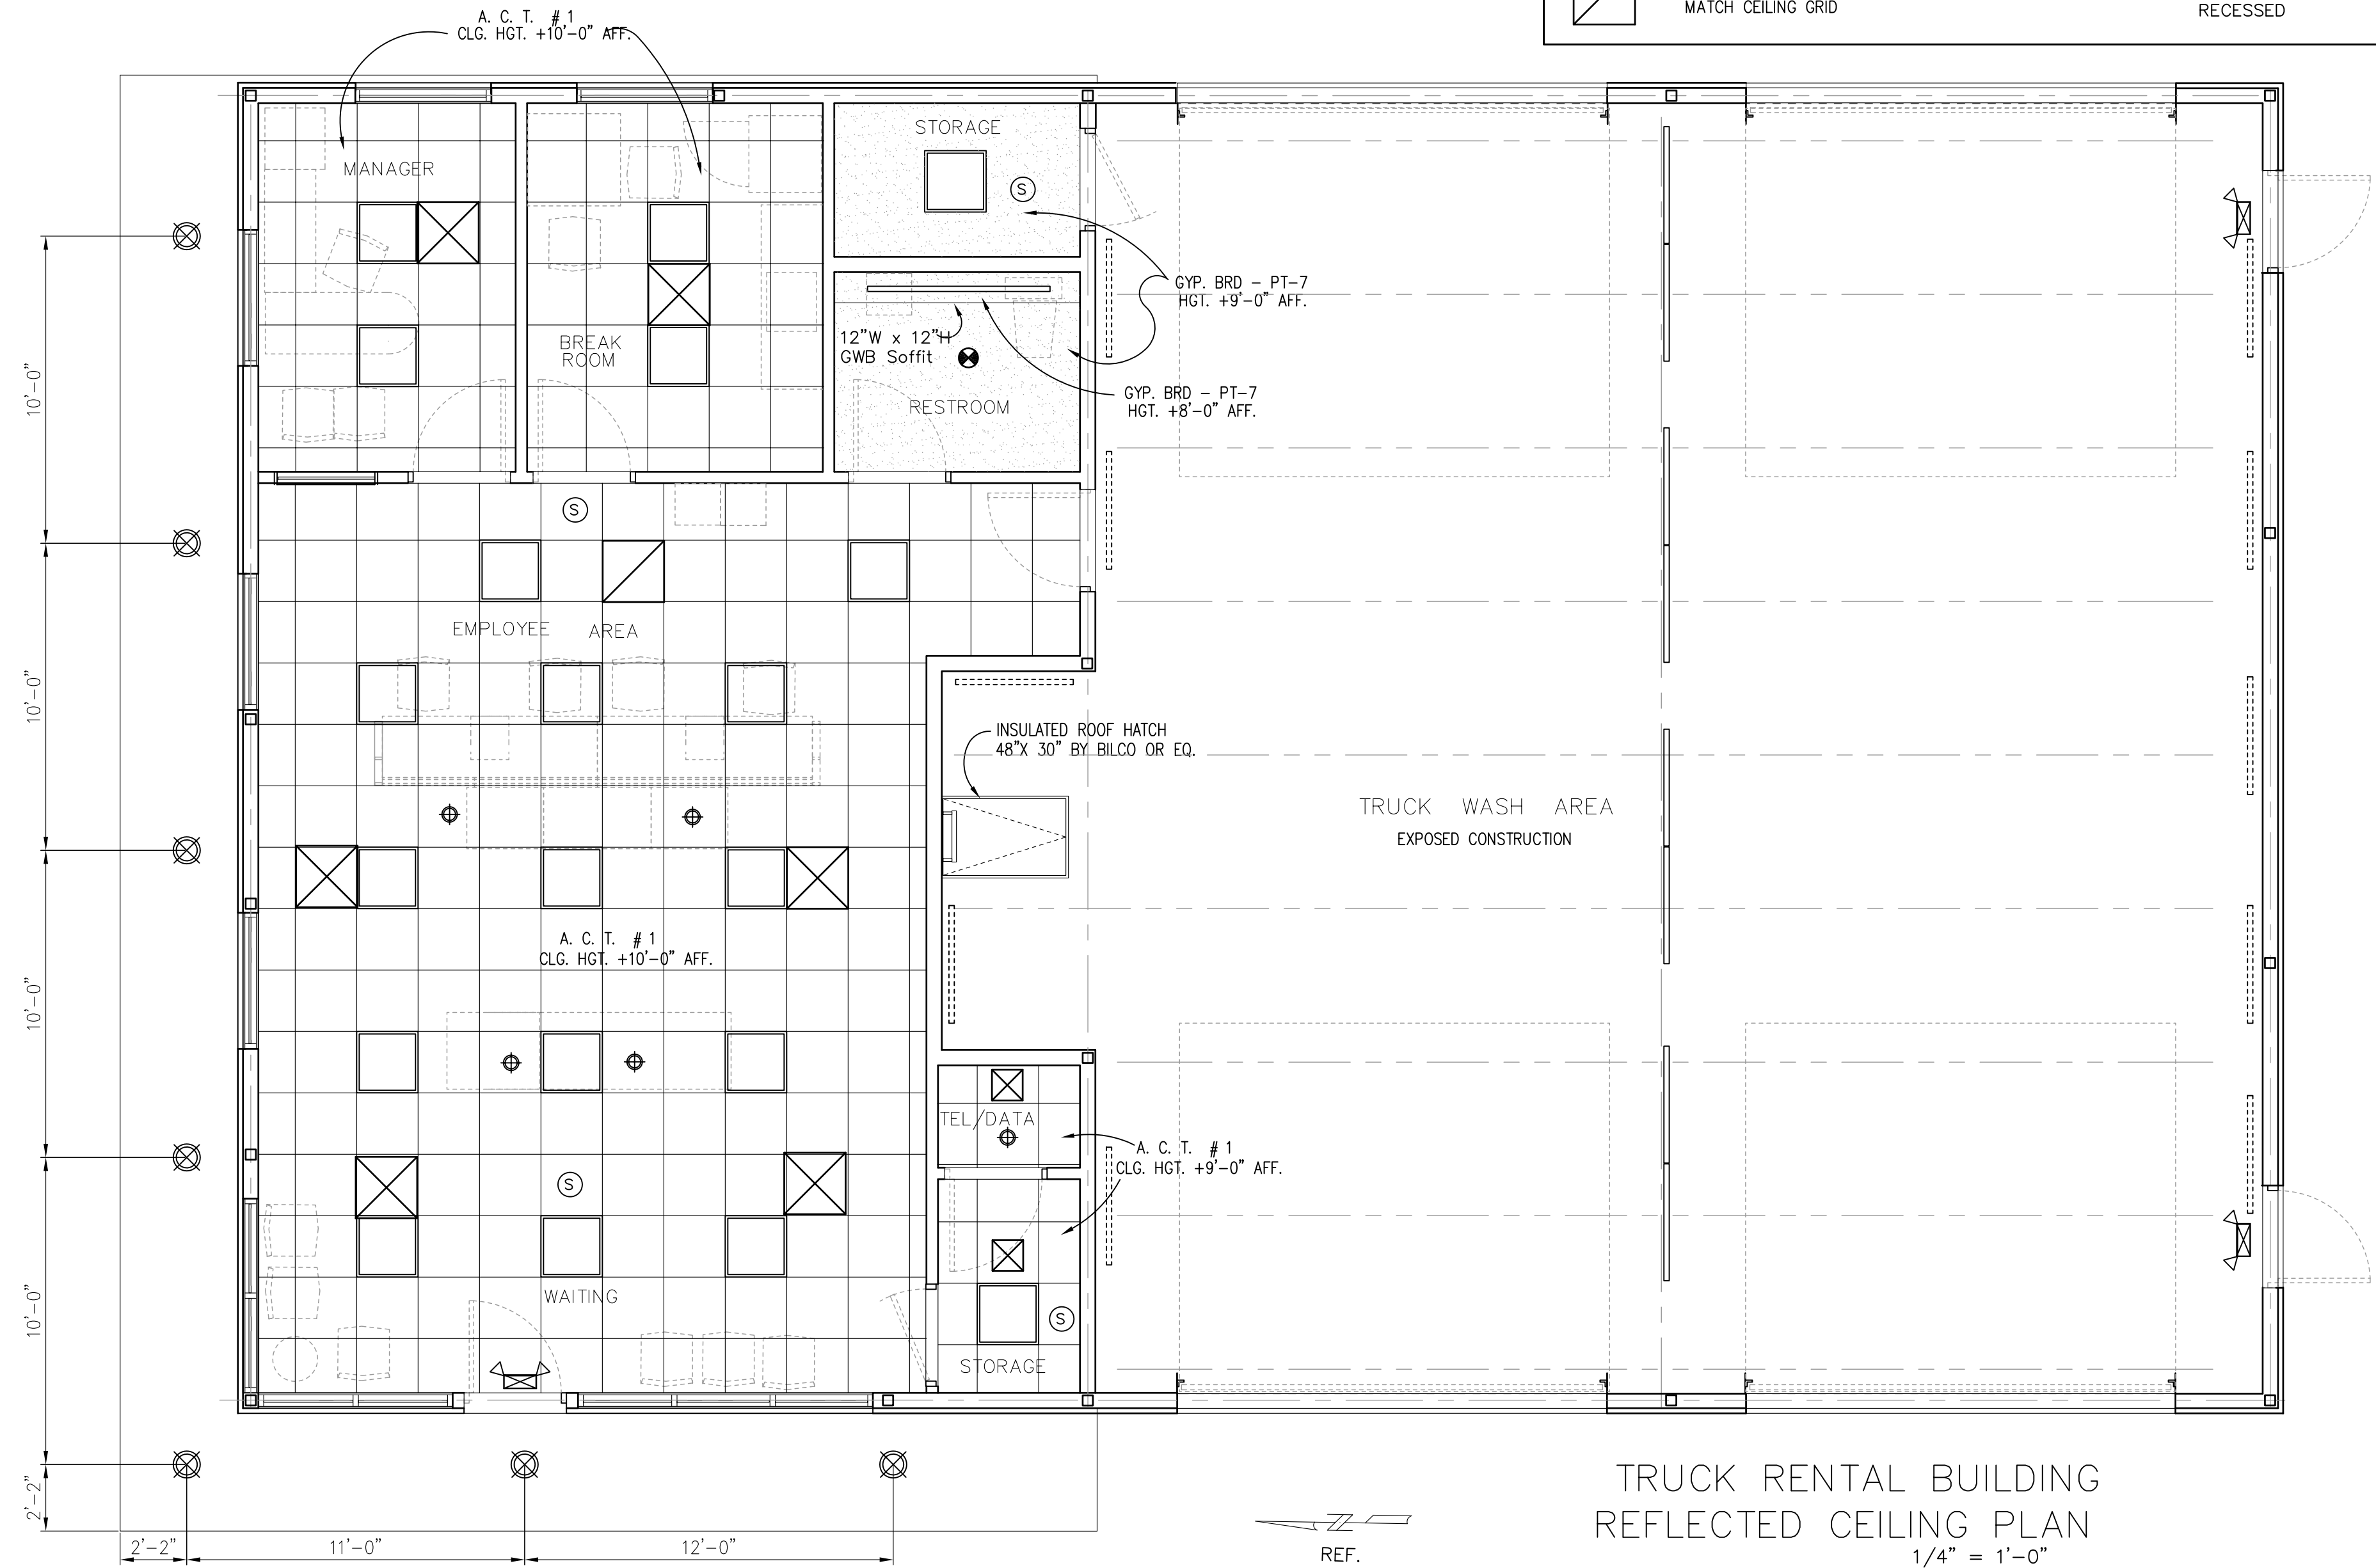 MATCH CEILING GRID
RECESSED
A. C. T. # 1
CLG. HGT. +10'-0" AFF.
STORAGE
MANAGER
S
GYP. BRD - PT-7
HGT. +9'-0" AFF.
12"W x 12"H
GWB Soffit
BREAK
ROOM
10'-0"
GYP. BRD - PT-7
HGT. +8'-0" AFF.
RESTROOM
S
EMPLOYEE AREA
10'-0"
INSULATED ROOF HATCH
48"X 30" BY BILCO OR EQ.
TRUCK WASH AREA
EXPOSED CONSTRUCTION
A. C. T. # 1
CLG. HGT. +10'-0" AFF.
10'-0"
TEL/DATA
A. C. T. # 1
CLG. HGT. +9'-0" AFF.
S
WAITING
10'-0"
S
STORAGE
2'-2"
2'-2"
11'-0"
12'-0"
REF.
TRUCK RENTAL BUILDING
REFLECTED CEILING PLAN
1/4" = 1'-0"